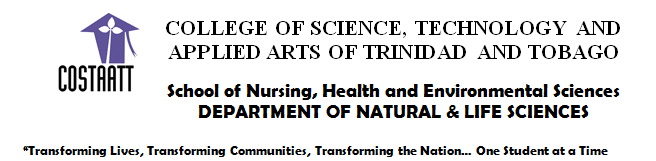 COLLEGE OF SCIENCE, TECHNOLOGY AND
APPLIED ARTS OF TRINIDAD AND TOBAGO
COSTAATT
School of Nursing, Health and Environmental Sciences
DEPARTMENT OF NATURAL & LIFE SCIENCES
“Transforming Lives, Transforming Communities, Transforming the Nation... One Student at a Time